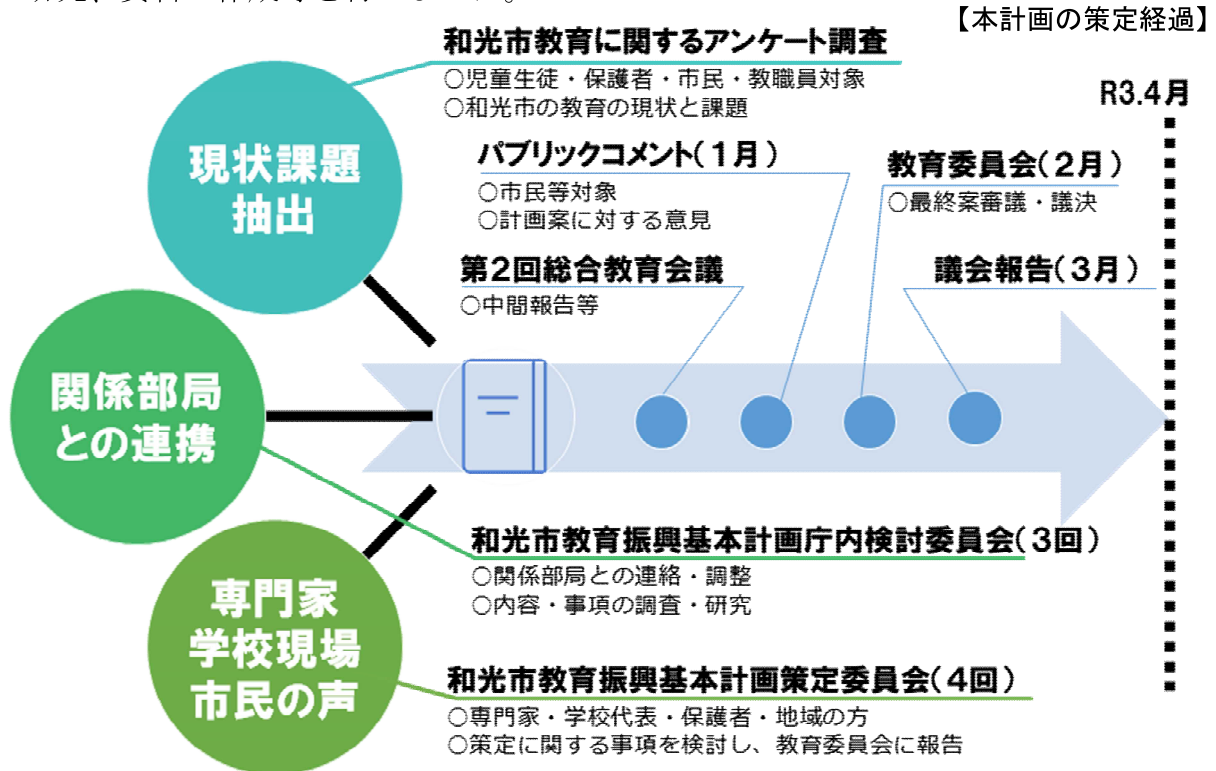 【本計画の策定経過】
和光市教育に関するアンケート調査
○児童生徒・保護者・市民・教職員対象
○和光市の教育の現状と課題
R3.4月
現状課題
抽出
パブリックコメント(1月)
○市民等対象
○計画案に対する意見
教育委員会(2月)
○最終案審議・議決
第2回総合教育会議
○中間報告等
議会報告(3月)
関係部局
との連携
和光市教育振興基本計画庁内検討委員会(3回)
○関係部局との連絡・調整
○内容・事項の調査・研究
専門家
学校現場
市民の声
和光市教育振興基本計画策定委員会(4回)
○専門家・学校代表・保護者・地域の方
○策定に関する事項を検討し、教育委員会に報告